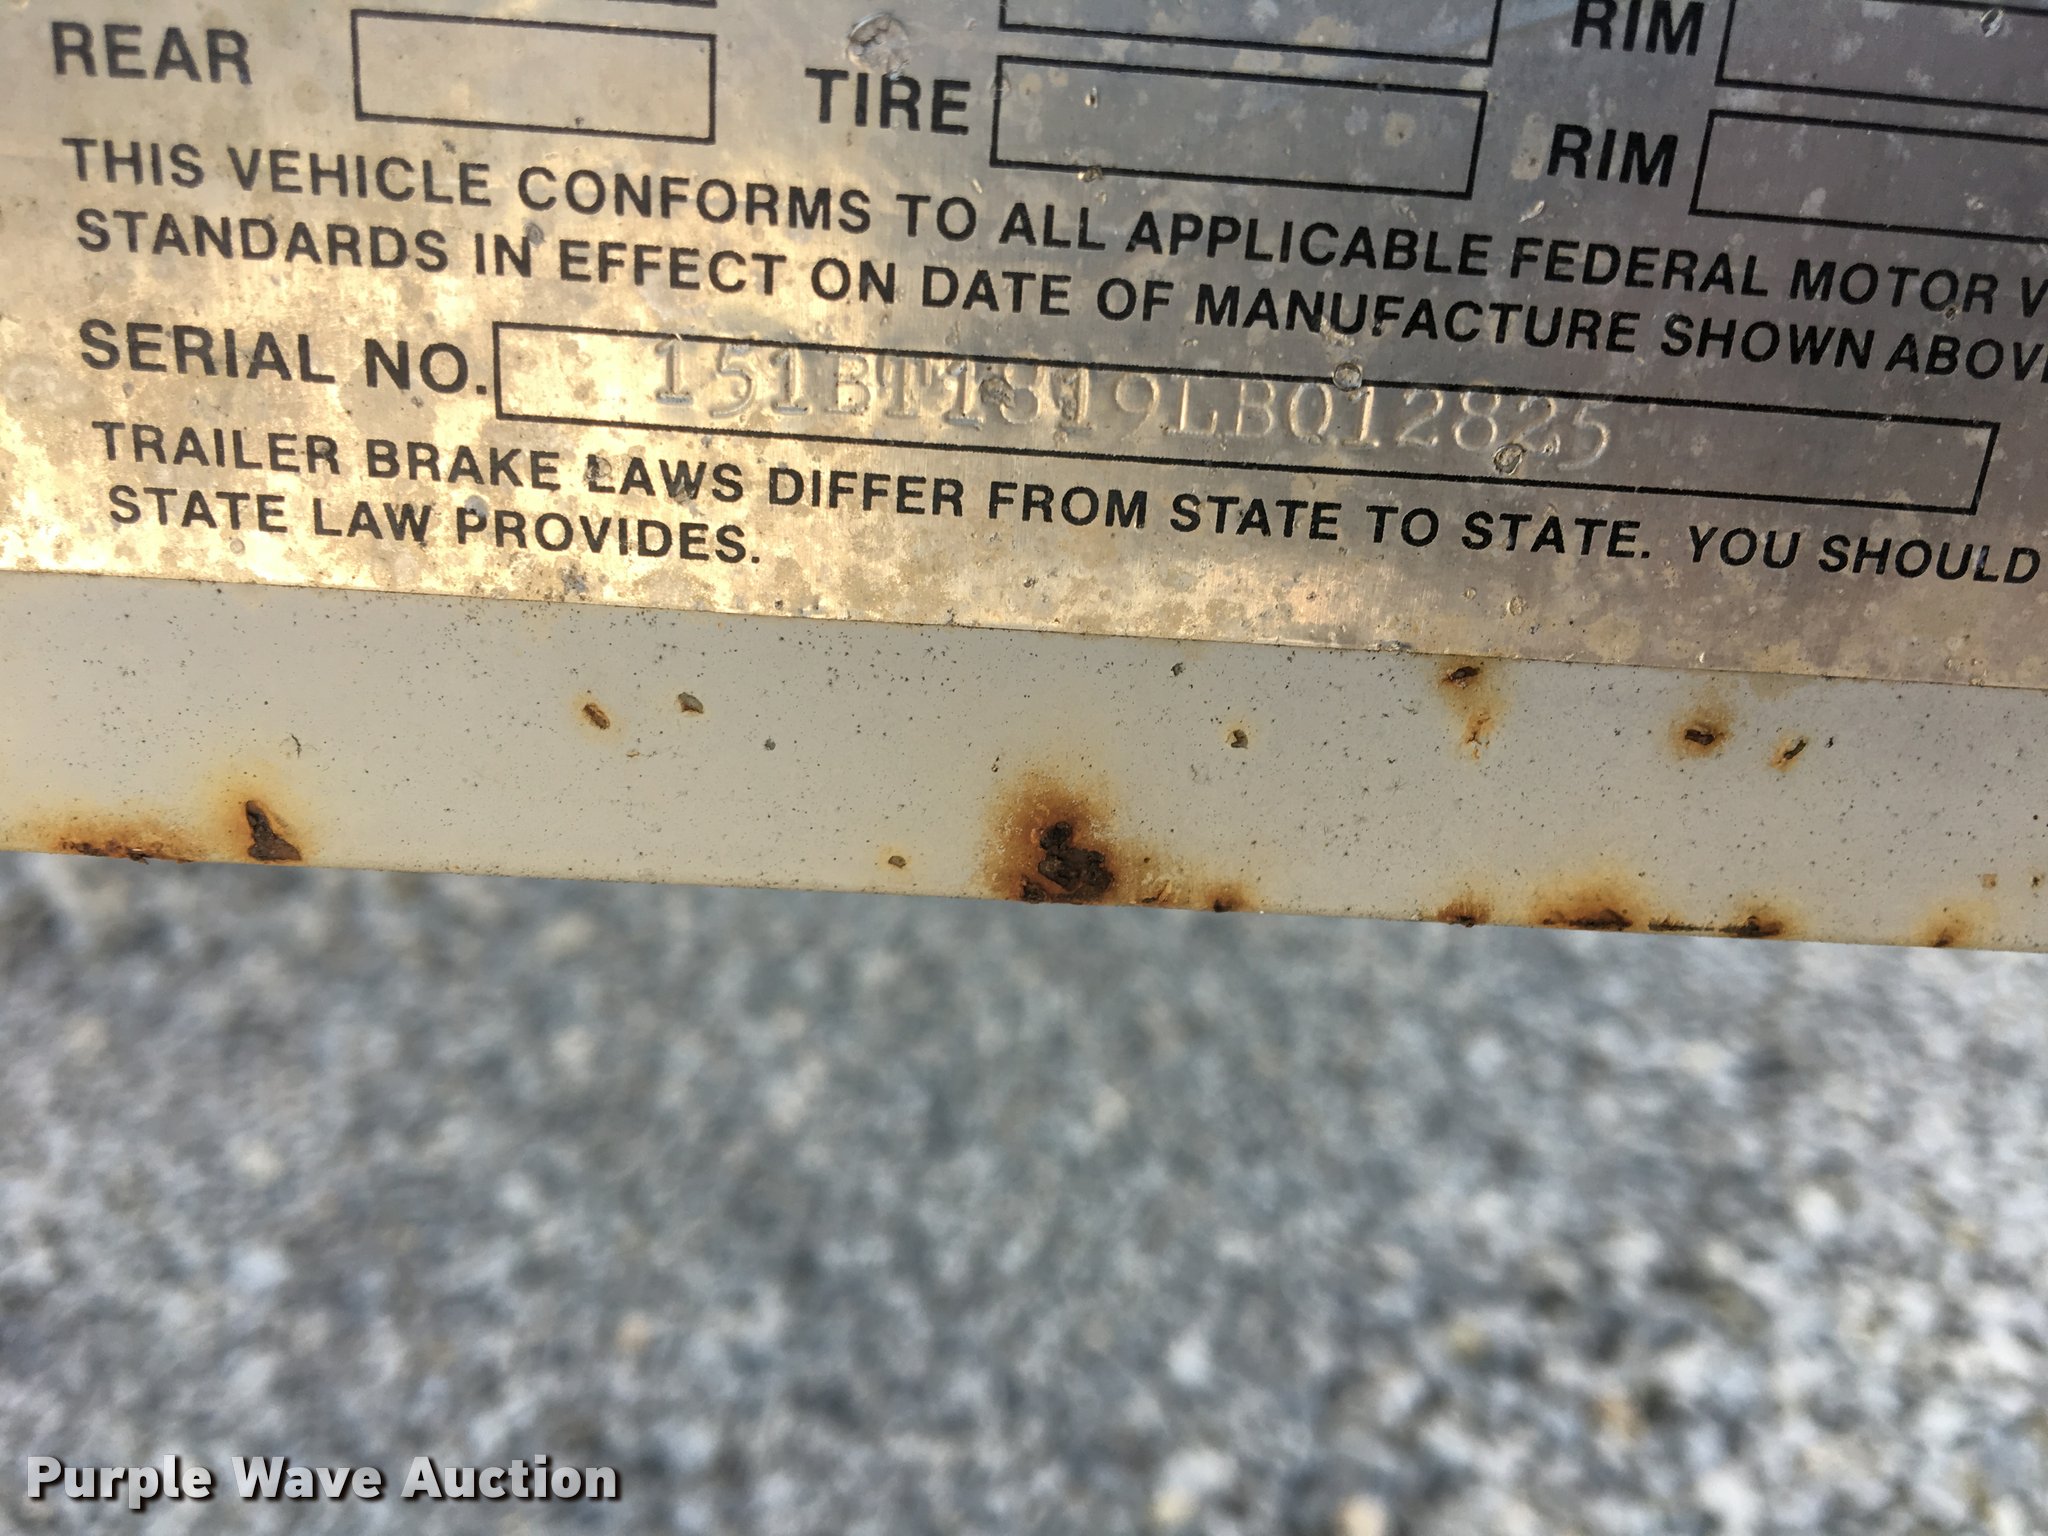 RIM
REAR
TIRE
RIM
THIS VEHICLE CONFORMS TO ALL APPLICABLE FEDERAL MOTOR V
STANDARDS IN EFFECT ON DATE OF MANUFACTURE SHOWN ABOVE
SERIAL NO. 151BT1819LB012825
TRAILER BRAKE LAWS DIFFER FROM STATE TO STATE. YOU SHOULD
STATE LAW PROVIDES.
Purple Wave Auction